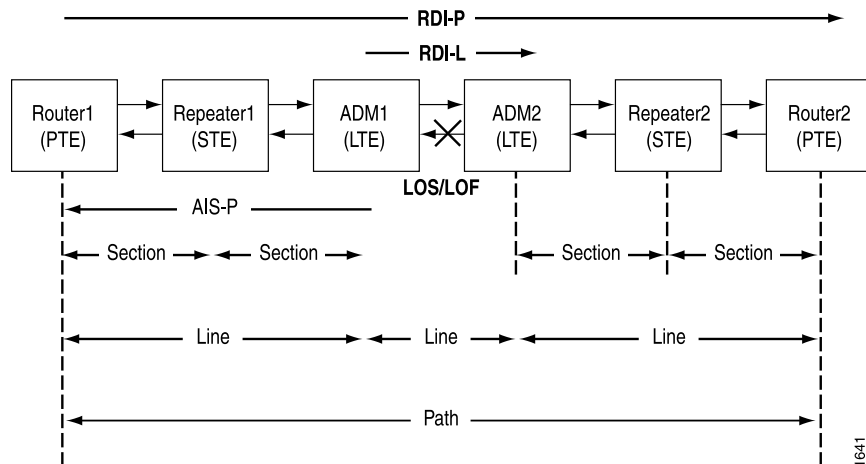 RDI-P
RDI-L
Router1
(PTE)
Repeater1
(STE)
ADM1
(LTE)
ADM2
(LTE)
Repeater2
(STE)
Router2
(PTE)
LOS/LOF
AIS-P
Section Section Section Section
Line Line Line
Path
1641